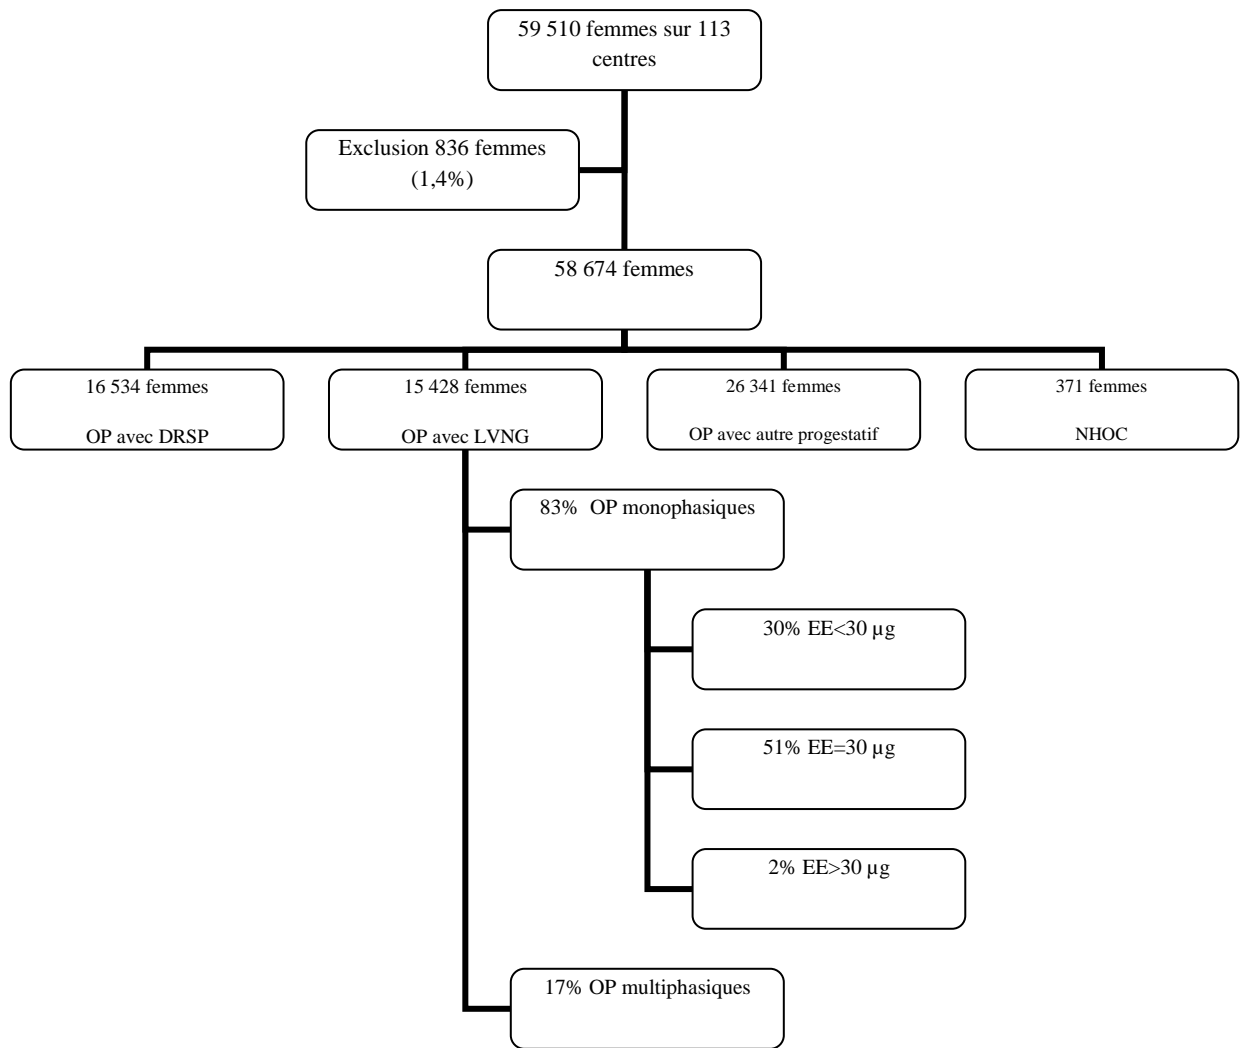 59 510 femmes sur 113
centres
Exclusion 836 femmes
(1,4%)
58 674 femmes
16 534 femmes
OP avec DRSP
15 428 femmes
OP avec LVNG
26 341 femmes
OP avec autre progestatif
371 femmes
NHOC
83% OP monophasiques
30% EE<30 µg
51% EE=30 µg
2% EE>30 µg
17% OP multiphasiques